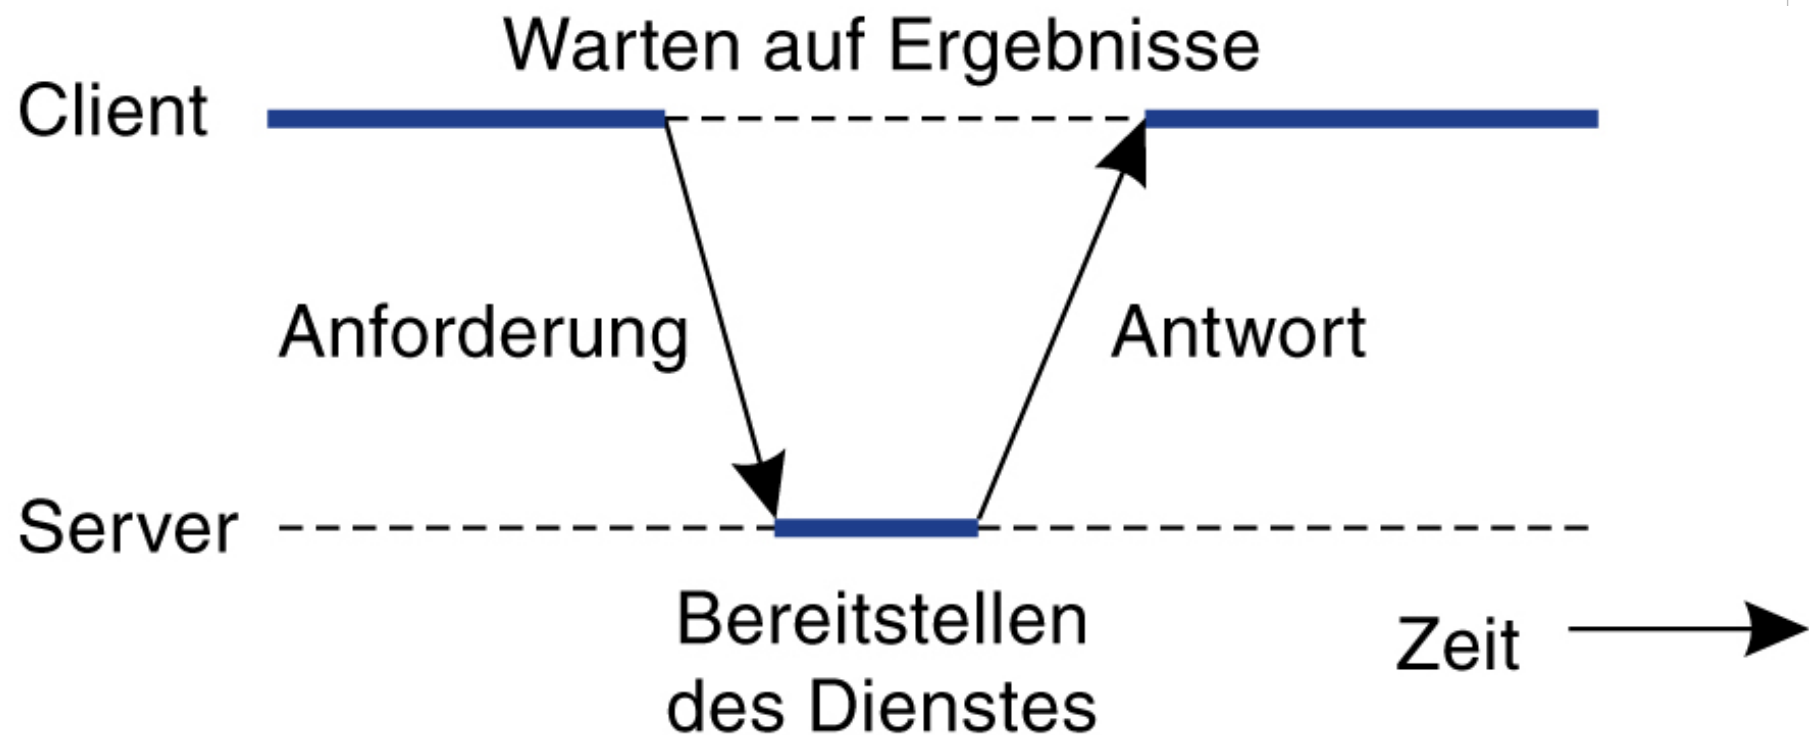 Warten auf Ergebnisse
Client
Anforderung
Antwort
Server
Bereitstellen
des Dienstes
Zeit